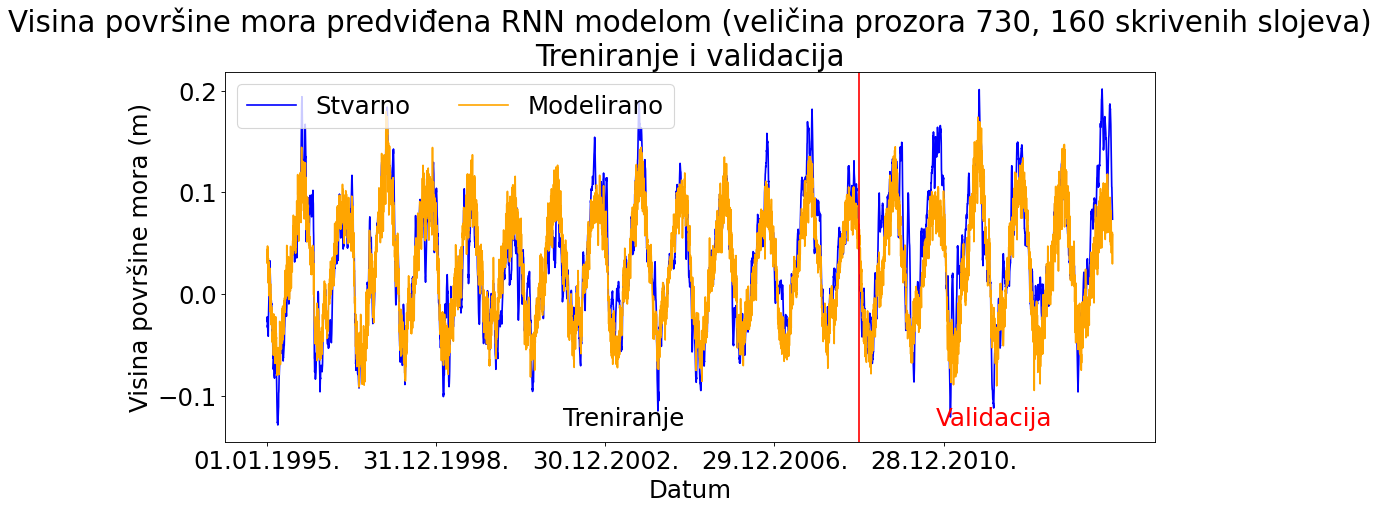 Visina površine mora predviđena RNN modelom (veličina prozora 730, 160 skrivenih slojeva)
Treniranje i validacija
Stvarno
Modelirano
Visina površine mora (m)
0.2
0.1
0.0
−0.1
Treniranje
Validacija
01.01.1995.
31.12.1998.
30.12.2002.
29.12.2006.
28.12.2010.
Datum